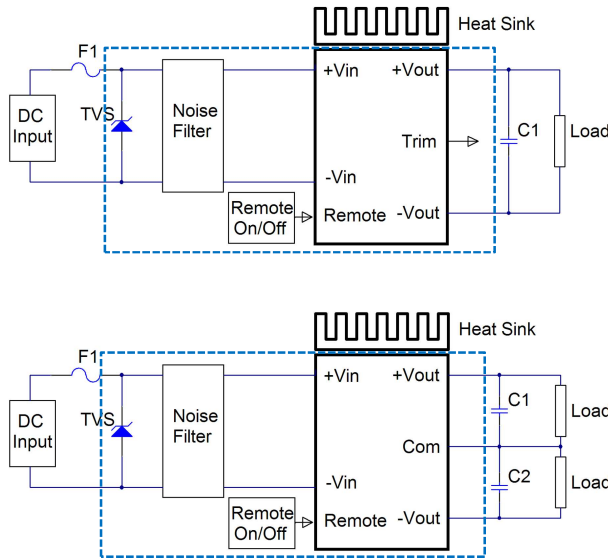 Heat Sink
F1
+Vin
+Vout
DC
Input
TVS
Noise
Filter
Trim
C1
Load
-Vin
Remote
On/Off
Remote
-Vout
Heat Sink
F1
+Vin
+Vout
DC
Input
TVS
Noise
Filter
C1
Load
Com
C2
Load
-Vin
Remote
On/Off
Remote
-Vout